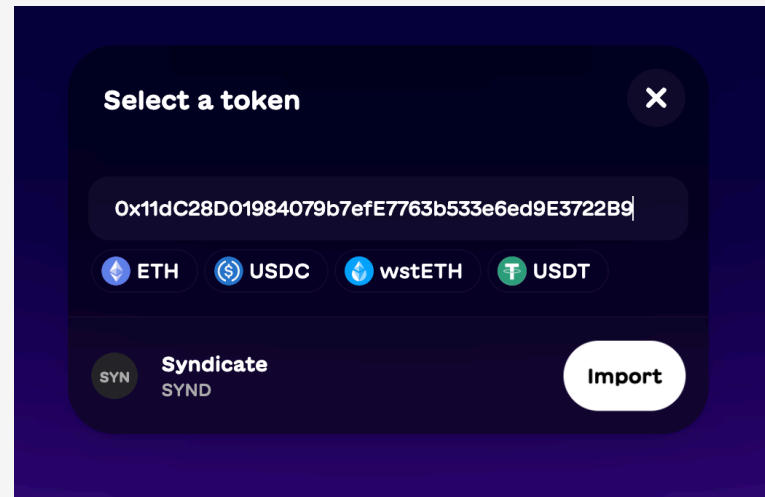 Select a token
0x11dC28D01984079b7efE7763b533e6ed9E3722B9
ETH USDC wstETH USDT
SYN Syndicate
SYND
Import